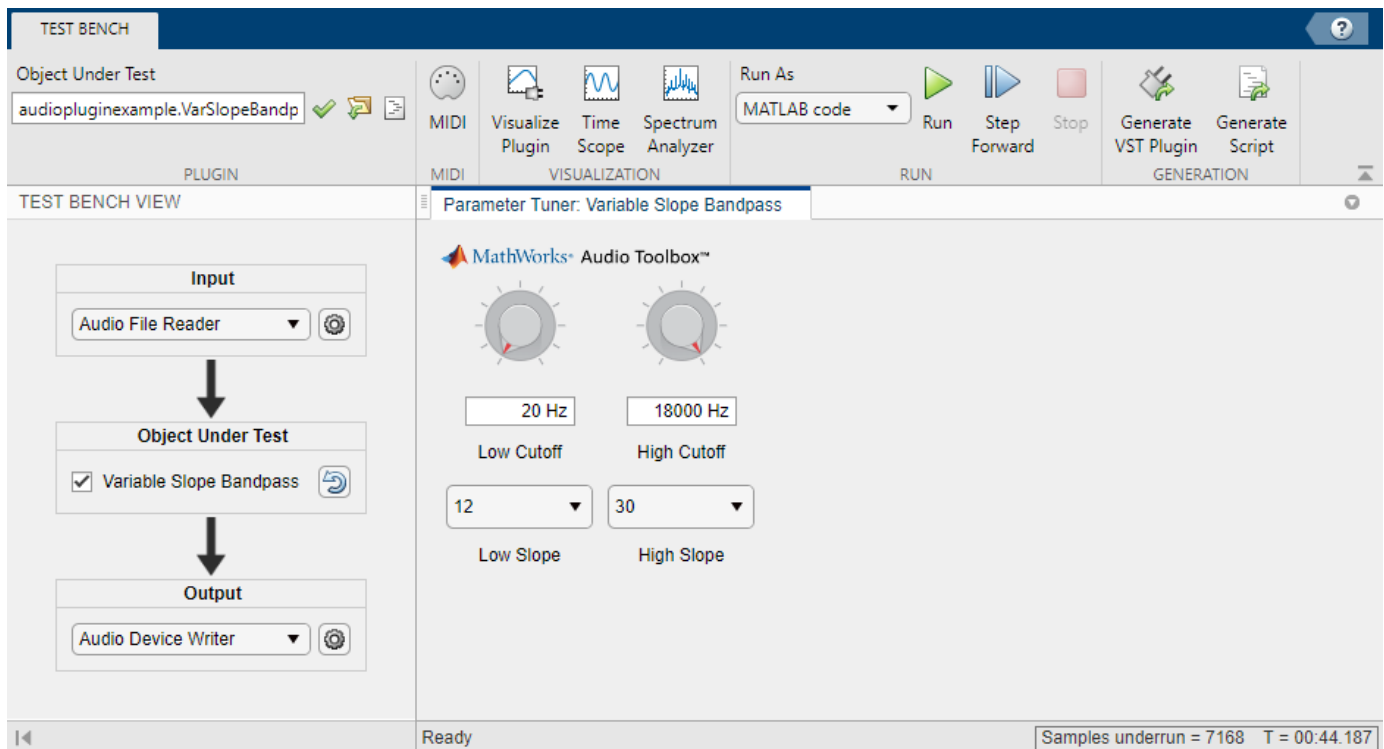 TEST BENCH
?
Object Under Test
audiopluginexample.VarSlopeBandp
PLUGIN
MIDI
MIDI
Visualize
Plugin
Time
Scope
Spectrum
Analyzer
VISUALIZATION
Run As
MATLAB code
Run
Step
Forward
Stop
RUN
Generate
VST Plugin
Generate
Script
GENERATION
TEST BENCH VIEW
Input
Audio File Reader
Object Under Test
Variable Slope Bandpass
Output
Audio Device Writer
Parameter Tuner: Variable Slope Bandpass
MathWorks® Audio Toolbox™
20 Hz
18000 Hz
Low Cutoff
High Cutoff
12
30
Low Slope
High Slope
Ready
Samples underrun = 7168 T = 00:44.187